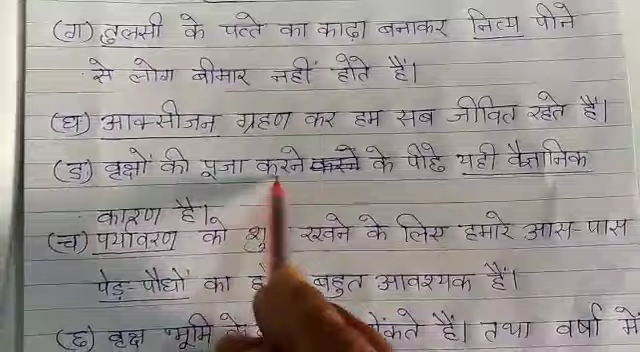 (ग) तुलसी के पत्ते का काढ़ा बनाकर नित्य पीने
से लोग बीमार नहीं होते हैं।
(घ) आक्सीजन ग्रहण कर हम सब जीवित रहते हैं।
(ङ) वृक्षों की पूजा करने करने के पीछे यही वैज्ञानिक
कारण है।
(च) पर्यावरण को रखने के लिए हमारे आस-पास
पेड़-पौधों का बहुत आवश्यक हैं।
(छ) वृक्ष भूमि हैं। तथा वर्षा में